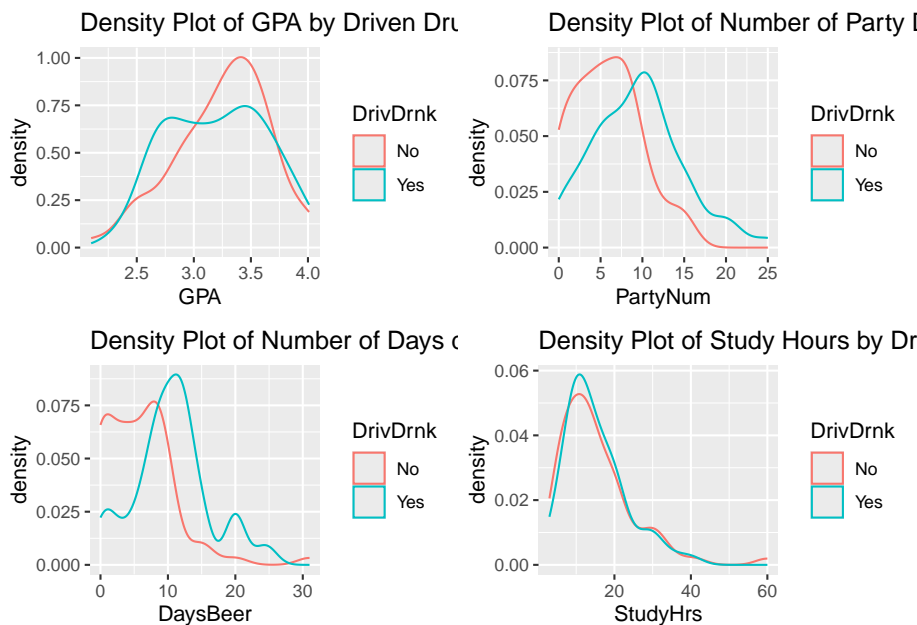 Density Plot of GPA by Driven Dru
1.00
0.75
0.50
0.25
0.00
density
2.5 3.0 3.5 4.0
GPA
DrivDrnk
No
Yes
Density Plot of Number of Party D
0.075
0.050
0.025
0.000
density
0 5 10 15 20 25
PartyNum
DrivDrnk
No
Yes
Density Plot of Number of Days o
0.075
0.050
0.025
0.000
density
0 10 20 30
DaysBeer
DrivDrnk
No
Yes
Density Plot of Study Hours by Dr
0.06
0.04
0.02
0.00
density
20 40 60
StudyHrs
DrivDrnk
No
Yes